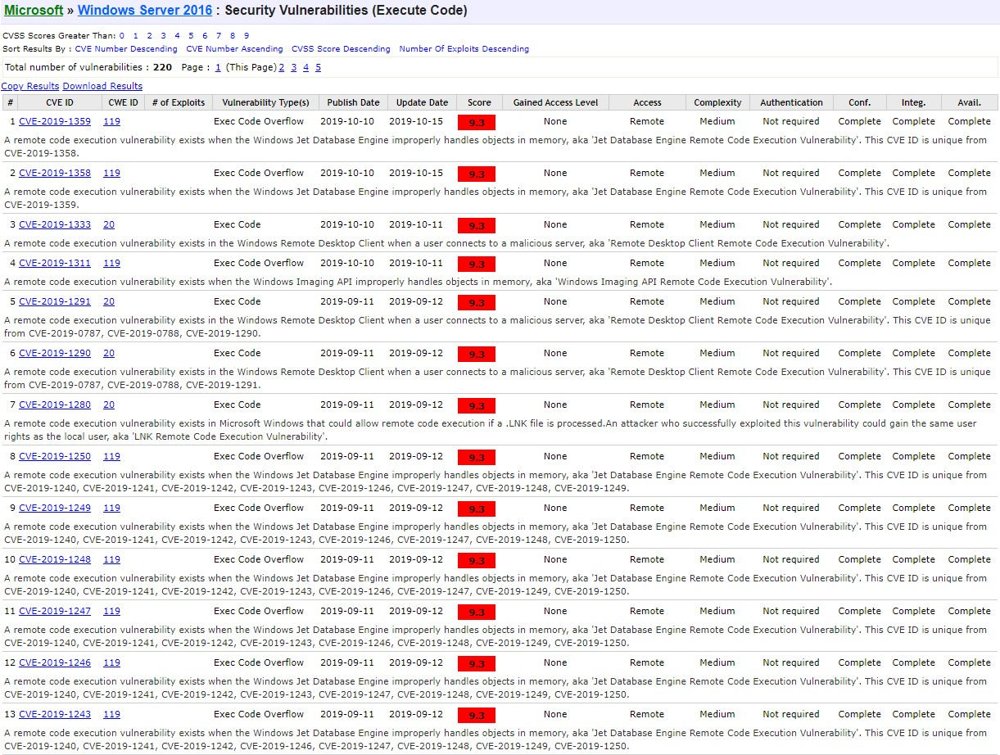 Microsoft » Windows Server 2016 : Security Vulnerabilities (Execute Code)
CVSS Scores Greater Than: 0 1 2 3 4 5 6 7 8 9
Sort Results By : CVE Number Descending CVE Number Ascending CVSS Score Descending Number Of Exploits Descending
Total number of vulnerabilities : 220 Page : 1 (This Page) 2 3 4 5
Copy Results Download Results
# CVE ID CWE ID # of Exploits Vulnerability Type(s) Publish Date Update Date Score Gained Access Level Access Complexity Authentication Conf. Integ. Avail.
1 CVE-2019-1359 119 Exec Code Overflow 2019-10-10 2019-10-15 9.3 None Remote Medium Not required Complete Complete Complete
A remote code execution vulnerability exists when the Windows Jet Database Engine improperly handles objects in memory, aka 'Jet Database Engine Remote Code Execution Vulnerability'. This CVE ID is unique from
CVE-2019-1358.
2 CVE-2019-1358 119 Exec Code Overflow 2019-10-10 2019-10-15 9.3 None Remote Medium Not required Complete Complete Complete
A remote code execution vulnerability exists when the Windows Jet Database Engine improperly handles objects in memory, aka 'Jet Database Engine Remote Code Execution Vulnerability'. This CVE ID is unique from
CVE-2019-1359.
3 CVE-2019-1333 20 Exec Code 2019-10-10 2019-10-11 9.3 None Remote Medium Not required Complete Complete Complete
A remote code execution vulnerability exists in the Windows Remote Desktop Client when a user connects to a malicious server, aka 'Remote Desktop Client Remote Code Execution Vulnerability'.
4 CVE-2019-1311 119 Exec Code Overflow 2019-10-10 2019-10-11 9.3 None Remote Medium Not required Complete Complete Complete
A remote code execution vulnerability exists when the Windows Imaging API improperly handles objects in memory, aka 'Windows Imaging API Remote Code Execution Vulnerability'.
5 CVE-2019-1291 20 Exec Code 2019-09-11 2019-09-12 9.3 None Remote Medium Not required Complete Complete Complete
A remote code execution vulnerability exists in the Windows Remote Desktop Client when a user connects to a malicious server, aka 'Remote Desktop Client Remote Code Execution Vulnerability'. This CVE ID is unique
from CVE-2019-0787, CVE-2019-0788, CVE-2019-1290.
6 CVE-2019-1290 20 Exec Code 2019-09-11 2019-09-12 9.3 None Remote Medium Not required Complete Complete Complete
A remote code execution vulnerability exists in the Windows Remote Desktop Client when a user connects to a malicious server, aka 'Remote Desktop Client Remote Code Execution Vulnerability'. This CVE ID is unique
from CVE-2019-0787, CVE-2019-0788, CVE-2019-1291.
7 CVE-2019-1280 20 Exec Code 2019-09-11 2019-09-12 9.3 None Remote Medium Not required Complete Complete Complete
A remote code execution vulnerability exists in Microsoft Windows that could allow remote code execution if a .LNK file is processed.An attacker who successfully exploited this vulnerability could gain the same user
rights as the local user, aka 'LNK Remote Code Execution Vulnerability'.
8 CVE-2019-1250 119 Exec Code Overflow 2019-09-11 2019-09-12 9.3 None Remote Medium Not required Complete Complete Complete
A remote code execution vulnerability exists when the Windows Jet Database Engine improperly handles objects in memory, aka 'Jet Database Engine Remote Code Execution Vulnerability'. This CVE ID is unique from
CVE-2019-1240, CVE-2019-1241, CVE-2019-1242, CVE-2019-1243, CVE-2019-1246, CVE-2019-1247, CVE-2019-1248, CVE-2019-1249.
9 CVE-2019-1249 119 Exec Code Overflow 2019-09-11 2019-09-12 9.3 None Remote Medium Not required Complete Complete Complete
A remote code execution vulnerability exists when the Windows Jet Database Engine improperly handles objects in memory, aka 'Jet Database Engine Remote Code Execution Vulnerability'. This CVE ID is unique from
CVE-2019-1240, CVE-2019-1241, CVE-2019-1242, CVE-2019-1243, CVE-2019-1246, CVE-2019-1247, CVE-2019-1248, CVE-2019-1250.
10 CVE-2019-1248 119 Exec Code Overflow 2019-09-11 2019-09-12 9.3 None Remote Medium Not required Complete Complete Complete
A remote code execution vulnerability exists when the Windows Jet Database Engine improperly handles objects in memory, aka 'Jet Database Engine Remote Code Execution Vulnerability'. This CVE ID is unique from
CVE-2019-1240, CVE-2019-1241, CVE-2019-1242, CVE-2019-1243, CVE-2019-1246, CVE-2019-1247, CVE-2019-1249, CVE-2019-1250.
11 CVE-2019-1247 119 Exec Code Overflow 2019-09-11 2019-09-12 9.3 None Remote Medium Not required Complete Complete Complete
A remote code execution vulnerability exists when the Windows Jet Database Engine improperly handles objects in memory, aka 'Jet Database Engine Remote Code Execution Vulnerability'. This CVE ID is unique from
CVE-2019-1240, CVE-2019-1241, CVE-2019-1242, CVE-2019-1243, CVE-2019-1246, CVE-2019-1248, CVE-2019-1249, CVE-2019-1250.
12 CVE-2019-1246 119 Exec Code Overflow 2019-09-11 2019-09-12 9.3 None Remote Medium Not required Complete Complete Complete
A remote code execution vulnerability exists when the Windows Jet Database Engine improperly handles objects in memory, aka 'Jet Database Engine Remote Code Execution Vulnerability'. This CVE ID is unique from
CVE-2019-1240, CVE-2019-1241, CVE-2019-1242, CVE-2019-1243, CVE-2019-1247, CVE-2019-1248, CVE-2019-1249, CVE-2019-1250.
13 CVE-2019-1243 119 Exec Code Overflow 2019-09-11 2019-09-12 9.3 None Remote Medium Not required Complete Complete Complete
A remote code execution vulnerability exists when the Windows Jet Database Engine improperly handles objects in memory, aka 'Jet Database Engine Remote Code Execution Vulnerability'. This CVE ID is unique from
CVE-2019-1240, CVE-2019-1241, CVE-2019-1242, CVE-2019-1246, CVE-2019-1247, CVE-2019-1248, CVE-2019-1249, CVE-2019-1250.